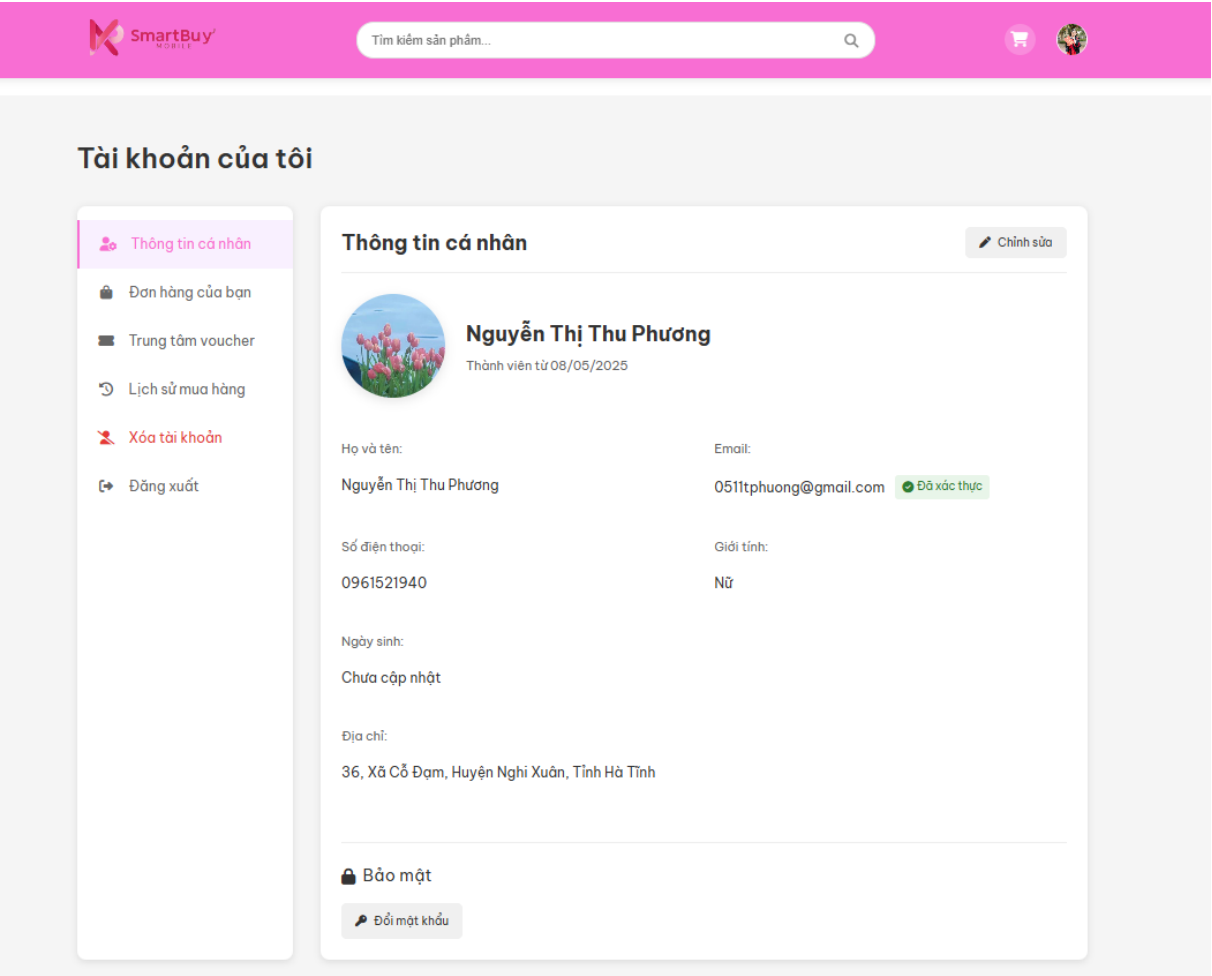 SmartBuy
MOBILE
Tìm kiếm sản phẩm...
Tài khoản của tôi
Thông tin cá nhân
Đơn hàng của bạn
Trung tâm voucher
Lịch sử mua hàng
Xóa tài khoản
Đăng xuất
Thông tin cá nhân
Chỉnh sửa
Nguyễn Thị Thu Phương
Thành viên từ 08/05/2025
Họ và tên:
Nguyễn Thị Thu Phương
Email:
0511tphuong@gmail.com
Đã xác thực
Số điện thoại:
0961521940
Giới tính:
Nữ
Ngày sinh:
Chưa cập nhật
Địa chỉ:
36, Xã Cỗ Đạm, Huyện Nghi Xuân, Tỉnh Hà Tĩnh
Bảo mật
Đổi mật khẩu